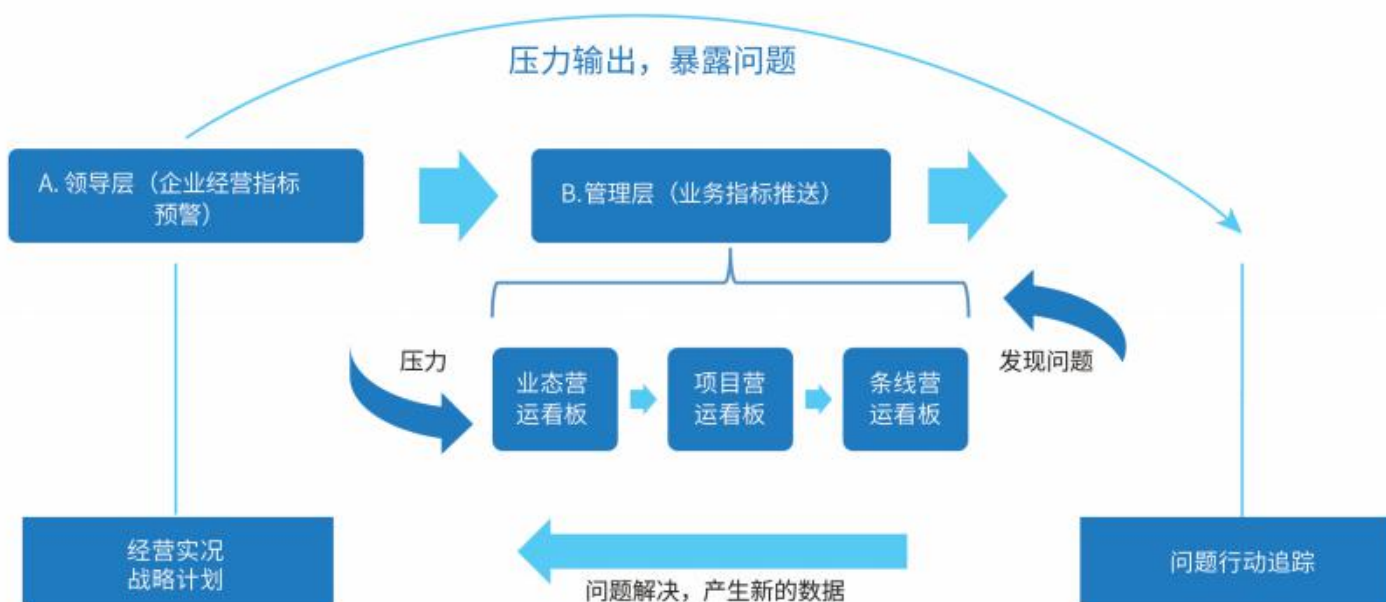 压力输出，暴露问题
A. 领导层（企业经营指标
预警）
B.管理层（业务指标推送）
压力
业态营
运看板
项目营
运看板
条线营
运看板
发现问题
经营实况
战略计划
问题解决，产生新的数据
问题行动追踪